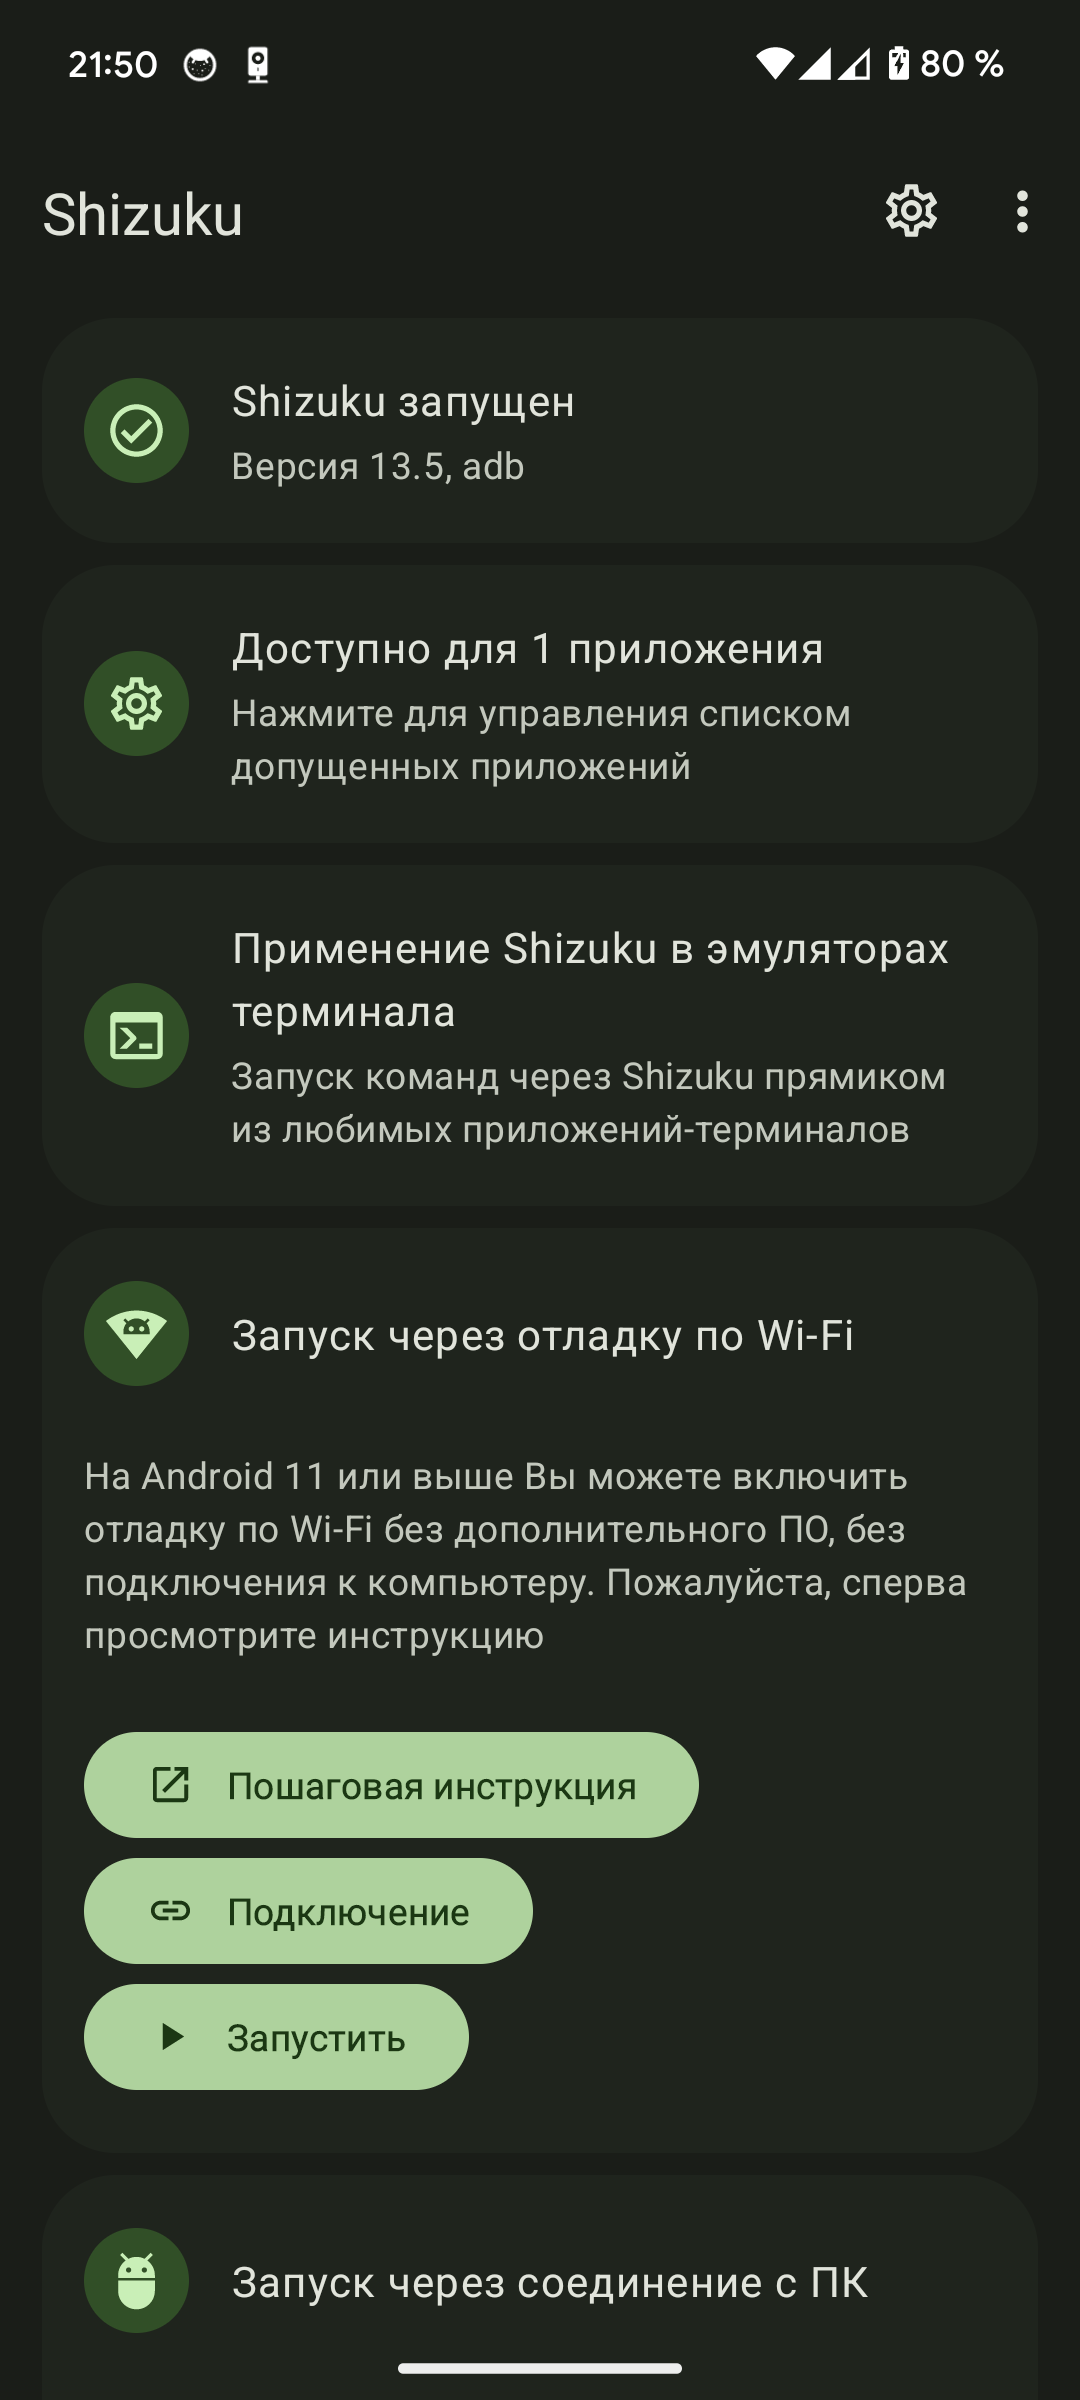 21:50
80 %
Shizuku
Shizuku запущен
Версия 13.5, adb
Доступно для 1 приложения
Нажмите для управления списком
допущенных приложений
Применение Shizuku в эмуляторах
терминала
Запуск команд через Shizuku прямиком
из любимых приложений-терминалов
Запуск через отладку по Wi-Fi
На Android 11 или выше Вы можете включить
отладку по Wi-Fi без дополнительного ПО, без
подключения к компьютеру. Пожалуйста, сперва
просмотрите инструкцию
Пошаговая инструкция
Подключение
Запустить
Запуск через соединение с ПК